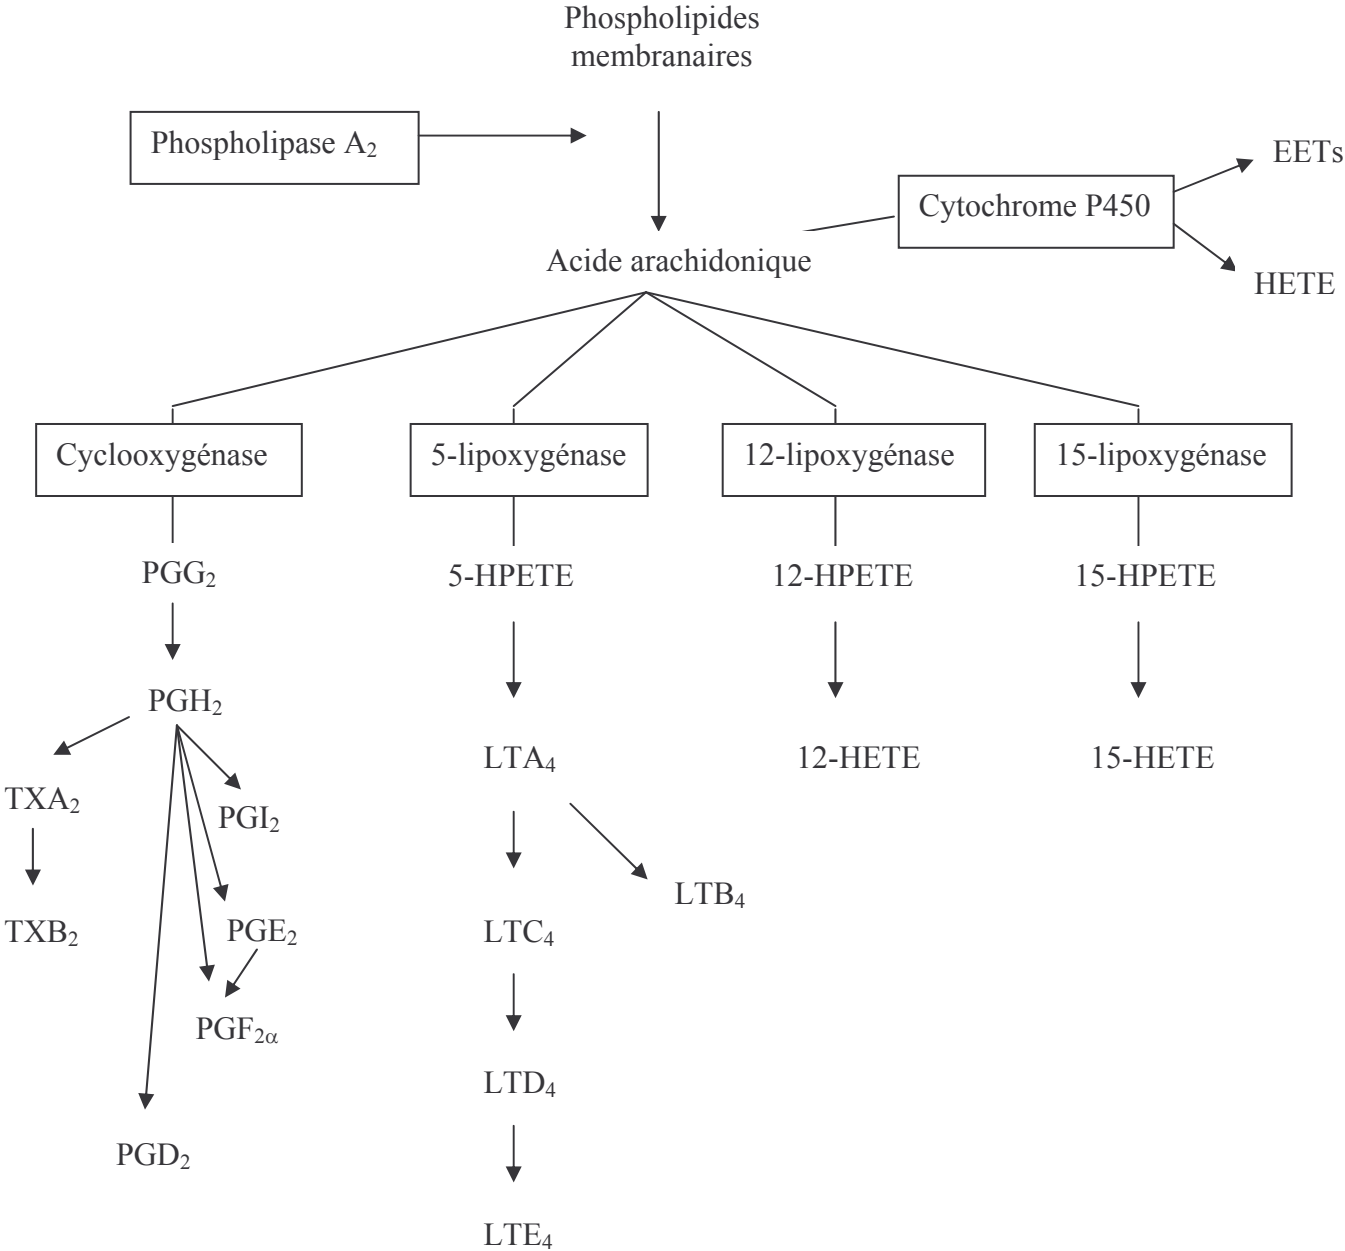 Phospholipides
membranaires
Phospholipase A₂
EETs
Cytochrome P450
Acide arachidonique
HETE
Cyclooxygénase
5-lipoxygénase
12-lipoxygénase
15-lipoxygénase
PGG₂
5-HPETE
12-HPETE
15-HPETE
PGH₂
LTA₄
12-HETE
15-HETE
TXA₂
PGI₂
LTB₄
TXB₂
PGE₂
LTC₄
PGF₂α
LTD₄
PGD₂
LTE₄